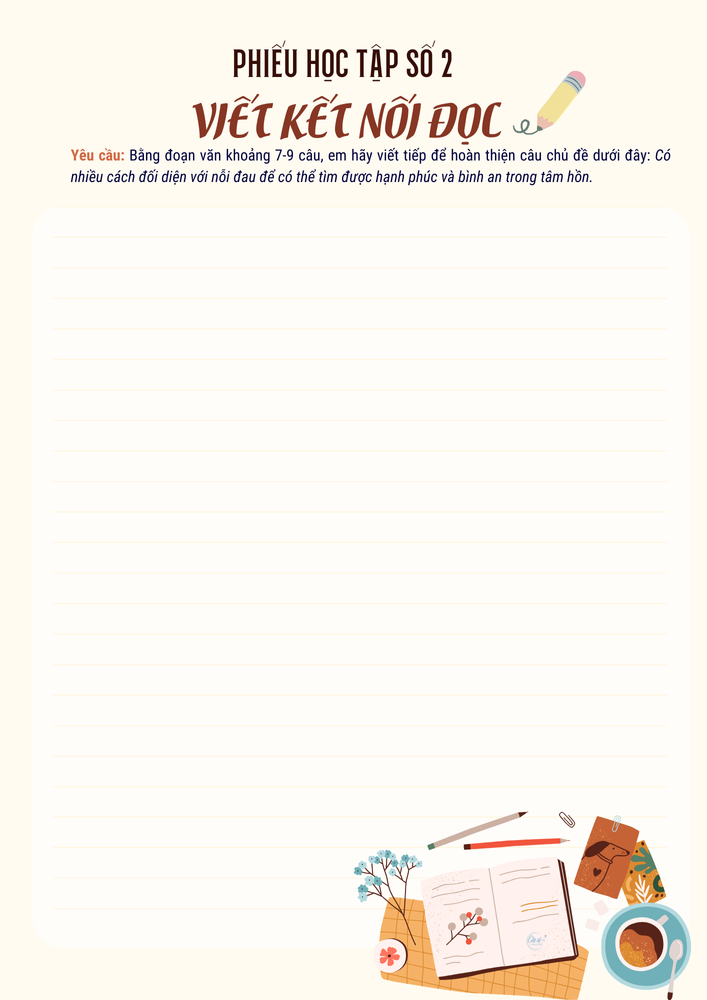 PHIẾU HỌC TẬP SỐ 2
VIẾT KẾT NỐI ĐỌC
Yêu cầu: Bằng đoạn văn khoảng 7-9 câu, em hãy viết tiếp để hoàn thiện câu chủ đề dưới đây: Có
nhiều cách đối diện với nỗi đau để có thể tìm được hạnh phúc và bình an trong tâm hồn.